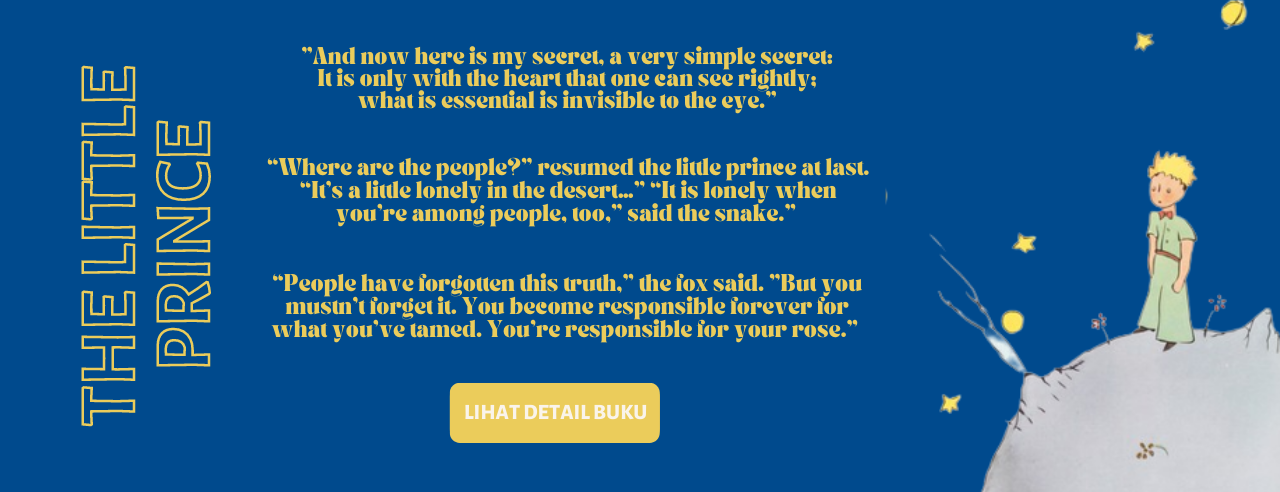 THE LITTLE
PRINCE
”And now here is my secret, a very simple secret:
It is only with the heart that one can see rightly;
what is essential is invisible to the eye.”
“Where are the people?” resumed the little prince at last.
“It’s a little lonely in the desert...” “It is lonely when
you’re among people, too,” said the snake.”
“People have forgotten this truth,” the fox said. ”But you
mustn’t forget it. You become responsible forever for
what you’ve tamed. You’re responsible for your rose.”
LIHAT DETAIL BUKU